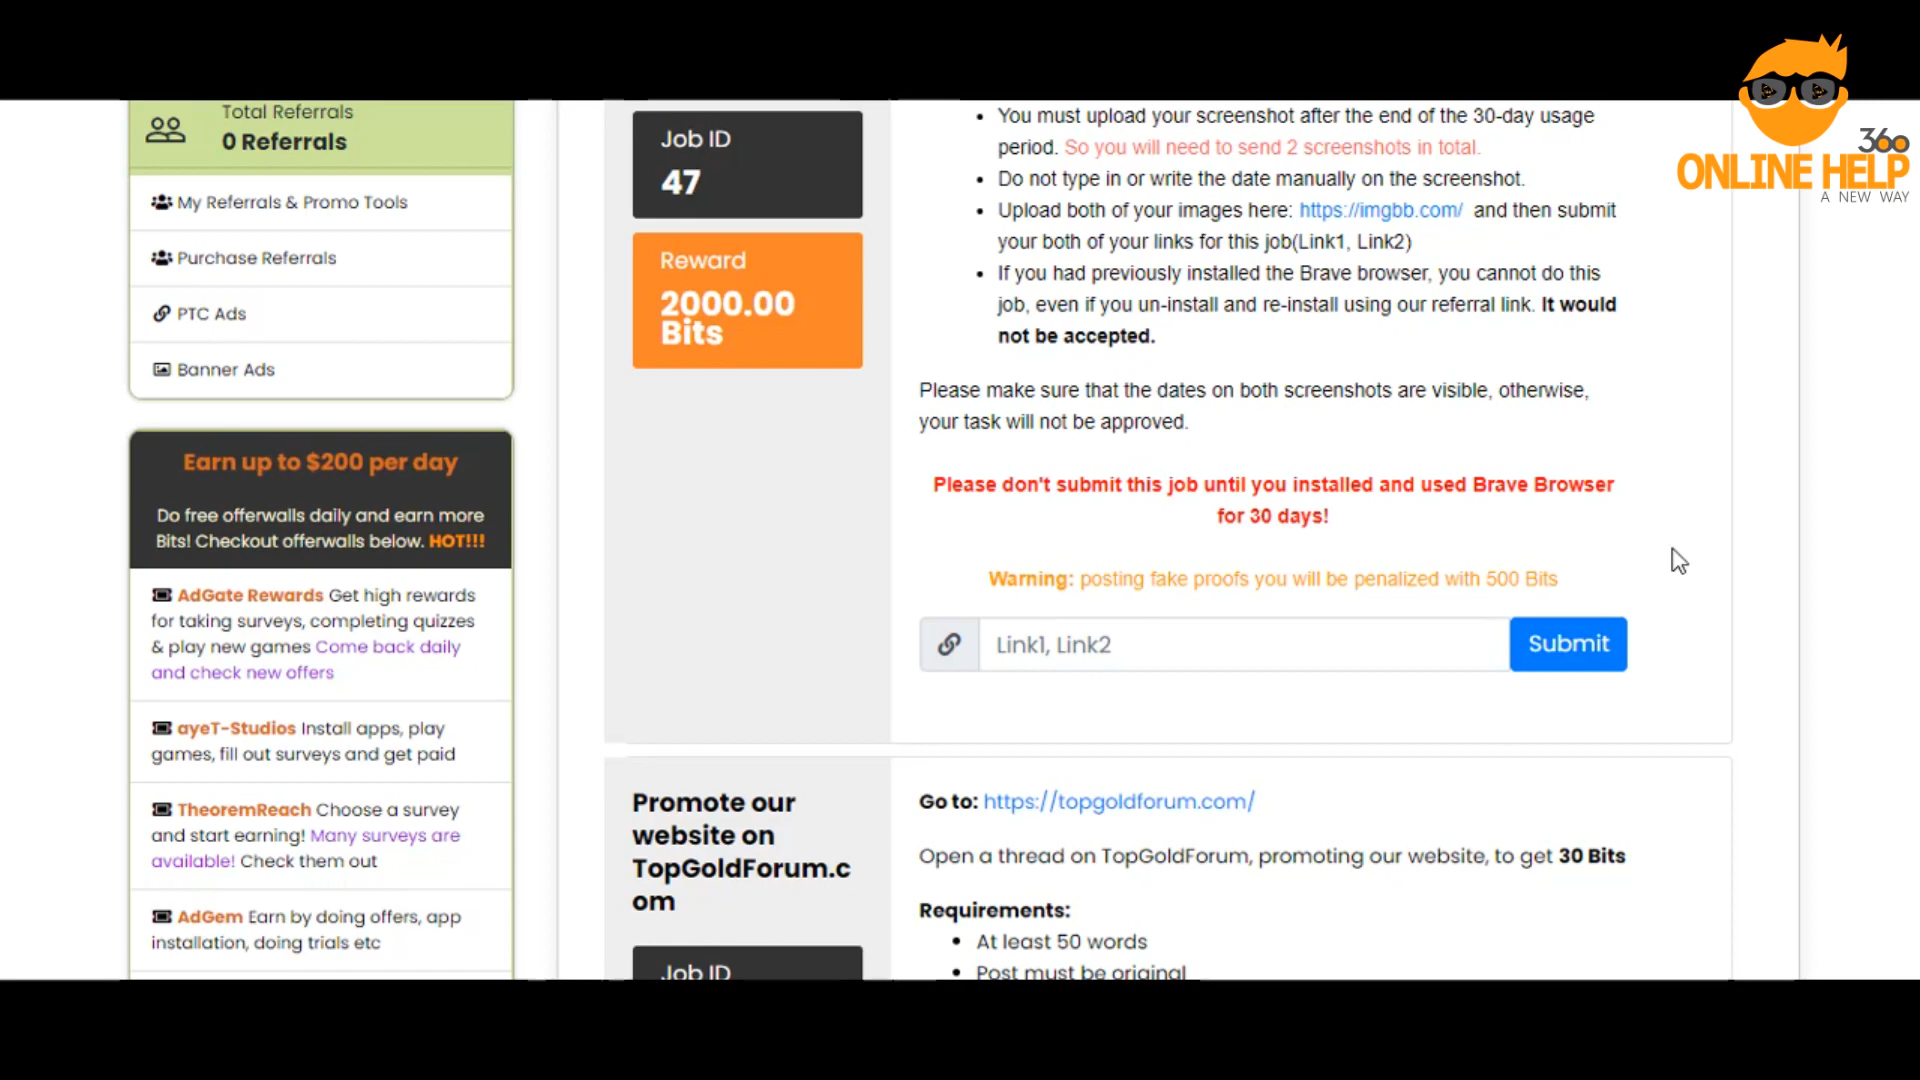 Total Referrals
0 Referrals
My Referrals & Promo Tools
Purchase Referrals
PTC Ads
Banner Ads
Earn up to $200 per day
Do free offerwalls daily and earn more
Bits! Checkout offerwalls below. HOT!!!
AdGate Rewards Get high rewards
for taking surveys, completing quizzes
& play new games Come back daily
and check new offers
ayeT-Studios Install apps, play
games, fill out surveys and get paid
TheoremReach Choose a survey
and start earning! Many surveys are
available! Check them out
AdGem Earn by doing offers, app
installation, doing trials etc
Job ID
47
Reward
2000.00
Bits
You must upload your screenshot after the end of the 30-day usage
period. So you will need to send 2 screenshots in total.
Do not type in or write the date manually on the screenshot.
Upload both of your images here: https://imgbb.com/ and then submit
your both of your links for this job(Link1, Link2)
If you had previously installed the Brave browser, you cannot do this
job, even if you un-install and re-install using our referral link. It would
not be accepted.
Please make sure that the dates on both screenshots are visible, otherwise,
your task will not be approved.
Please don't submit this job until you installed and used Brave Browser
for 30 days!
Warning: posting fake proofs you will be penalized with 500 Bits
Link1, Link2
Submit
Promote our
website on
TopGoldForum.c
om
Job ID
Go to: https://topgoldforum.com/
Open a thread on TopGoldForum, promoting our website, to get 30 Bits
Requirements:
At least 50 words
Post must be original
360
ONLINE HELP
A NEW WAY